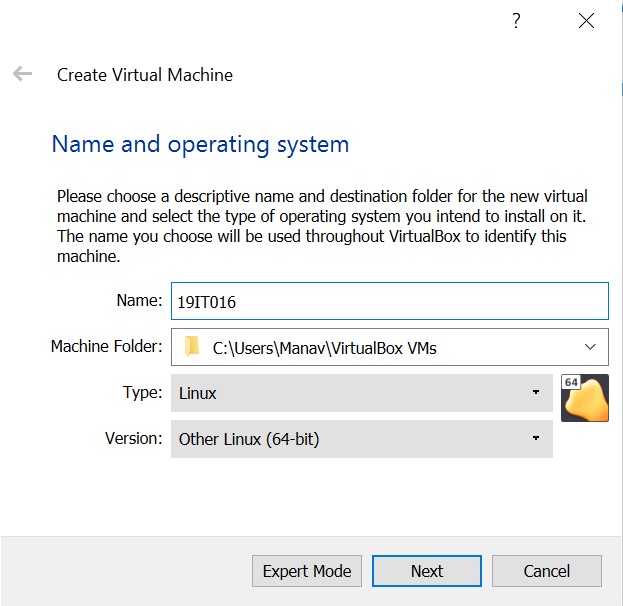 ?
Create Virtual Machine
Name and operating system
Please choose a descriptive name and destination folder for the new virtual
machine and select the type of operating system you intend to install on it.
The name you choose will be used throughout VirtualBox to identify this
machine.
Name: 19IT016
Machine Folder: C:\Users\Manav\VirtualBox VMs
Type: Linux
64
Version: Other Linux (64-bit)
Expert Mode Next Cancel